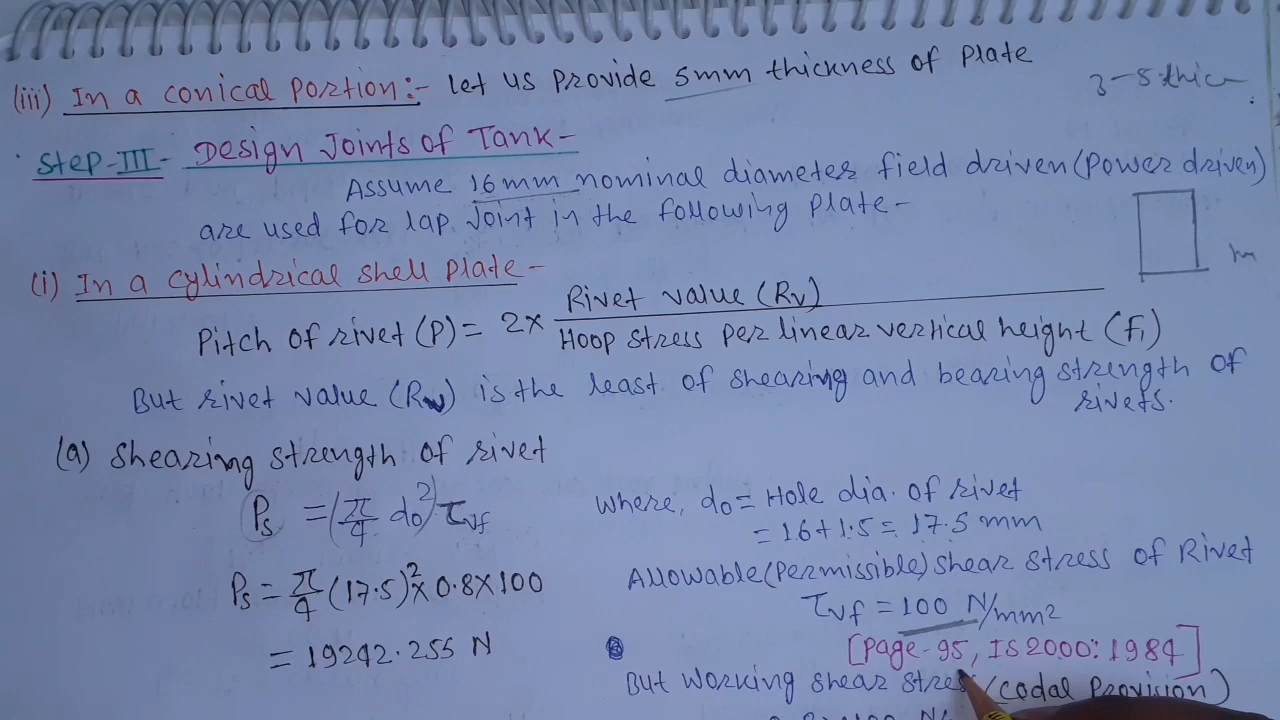 (iii) In a conical portion:- Let us provide 5mm thickness of plate
3-5 thick
Step-III- Design Joints of Tank-
Assume 16mm nominal diameter field driven (power driven)
are used for lap Joint in the following plate-
(i) In a cylindrical shell plate-
Pitch of rivet (P) = 2× Rivet value (Rv)
Hoop stress per linear vertical height (F1)
But rivet value (Rv) is the least of shearing and bearing strength of
rivets.
(a) Shearing strength of rivet
Ps = (π/4 do²) τvf
where, do = Hole dia. of rivet
= 16+1.5 = 17.5 mm
Ps = π/4 (17.5)² × 0.8×100
Allowable (Permissible) shear stress of Rivet
τvf = 100 N/mm2
= 19242.255 N
[Page-95, IS 2000:1984]
But working shear stress (codal provision)